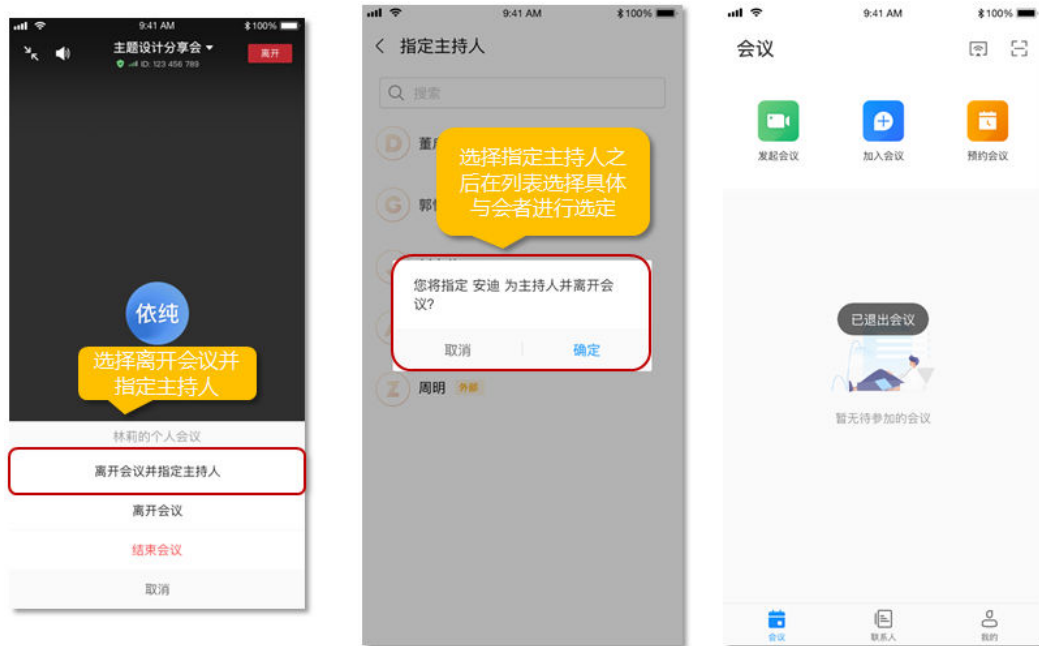 9:41 AM
100%
主题设计分享会
ID: 123 456 789
离开
依纯
选择离开会议并
指定主持人
林莉的个人会议
离开会议并指定主持人
离开会议
结束会议
取消
9:41 AM
100%
指定主持人
搜索
D
董
选择指定主持人之
后在列表选择具体
与会者进行选定
G
郭
您将指定 安迪 为主持人并离开会
议?
取消
确定
Z
周明
外部
9:41 AM
100%
会议
发起会议
加入会议
预约会议
已退出会议
暂无待参加的会议
会议
联系人
我的